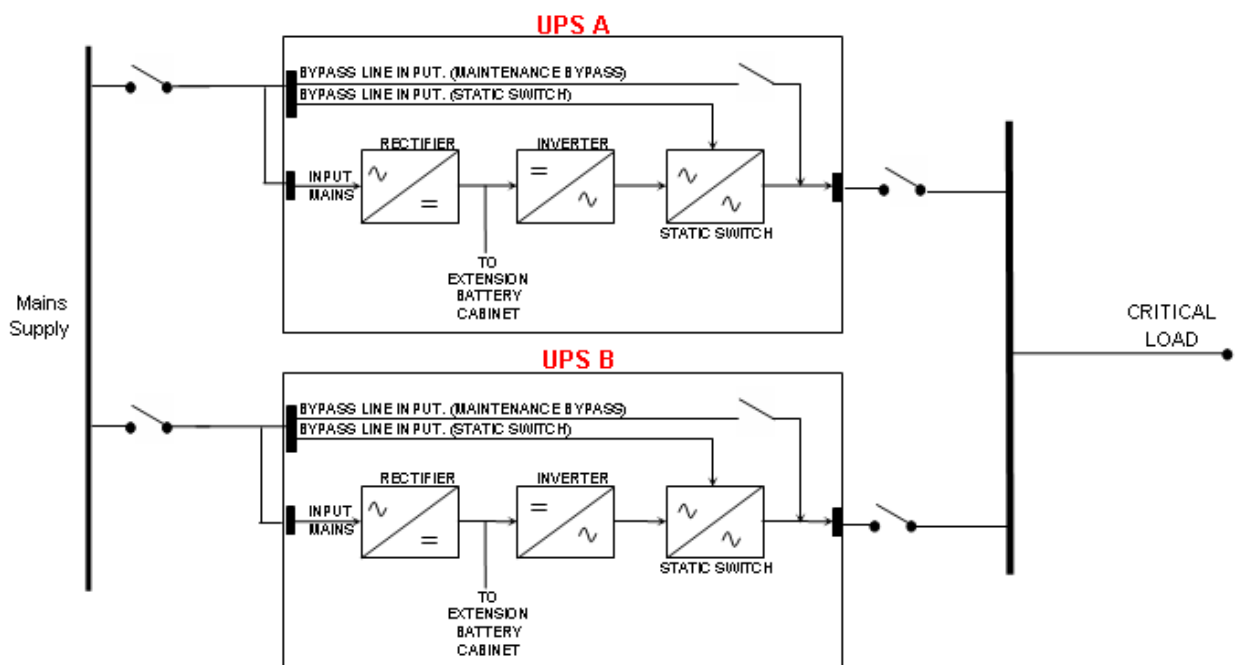 UPS A
BYPASS LINE INPUT. (MAINTENANCE BYPASS)
BYPASS LINE INPUT. (STATIC SWITCH)
RECTIFIER
INVERTER
INPUT
MAINS
STATIC SWITCH
TO
EXTENSION
BATTERY
CABINET
Mains
Supply
CRITICAL
LOAD
UPS B
BYPASS LINE INPUT. (MAINTENANCE BYPASS)
BYPASS LINE INPUT. (STATIC SWITCH)
RECTIFIER
INVERTER
INPUT
MAINS
STATIC SWITCH
TO
EXTENSION
BATTERY
CABINET